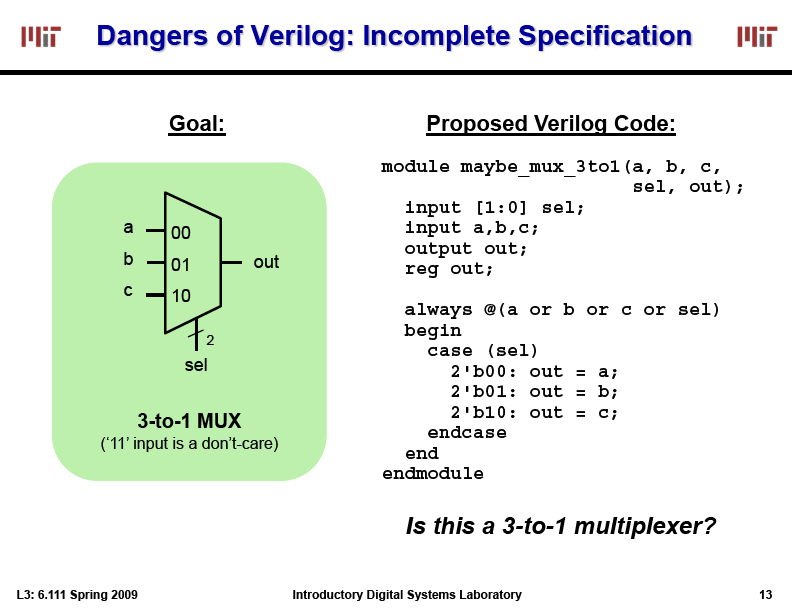 MIT
Dangers of Verilog: Incomplete Specification
MIT
Goal:
a
b
c
00
01
10
out
2
sel
3-to-1 MUX
(‘11’ input is a don’t-care)
Proposed Verilog Code:
module maybe_mux_3to1(a, b, c,
sel, out);
input [1:0] sel;
input a,b,c;
output out;
reg out;
always @(a or b or c or sel)
begin
case (sel)
2'b00: out = a;
2'b01: out = b;
2'b10: out = c;
endcase
end
endmodule
Is this a 3-to-1 multiplexer?
L3: 6.111 Spring 2009
Introductory Digital Systems Laboratory
13